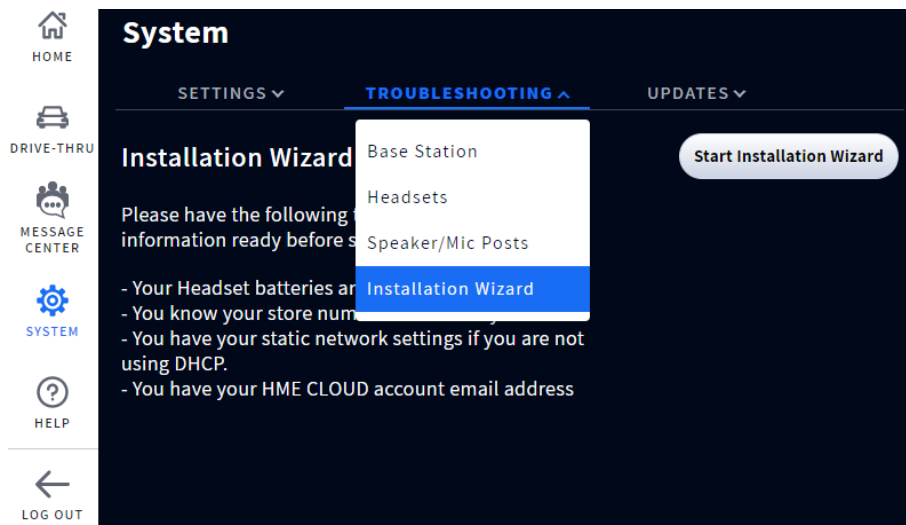 HOME
DRIVE-THRU
MESSAGE
CENTER
SYSTEM
HELP
LOG OUT
System
SETTINGS
TROUBLESHOOTING
UPDATES
Base Station
Headsets
Speaker/Mic Posts
Installation Wizard
Installation Wizard
Start Installation Wizard
Please have the following
information ready before
- Your Headset batteries
- You know your store
- You have your static network settings if you are not
using DHCP.
- You have your HME CLOUD account email address